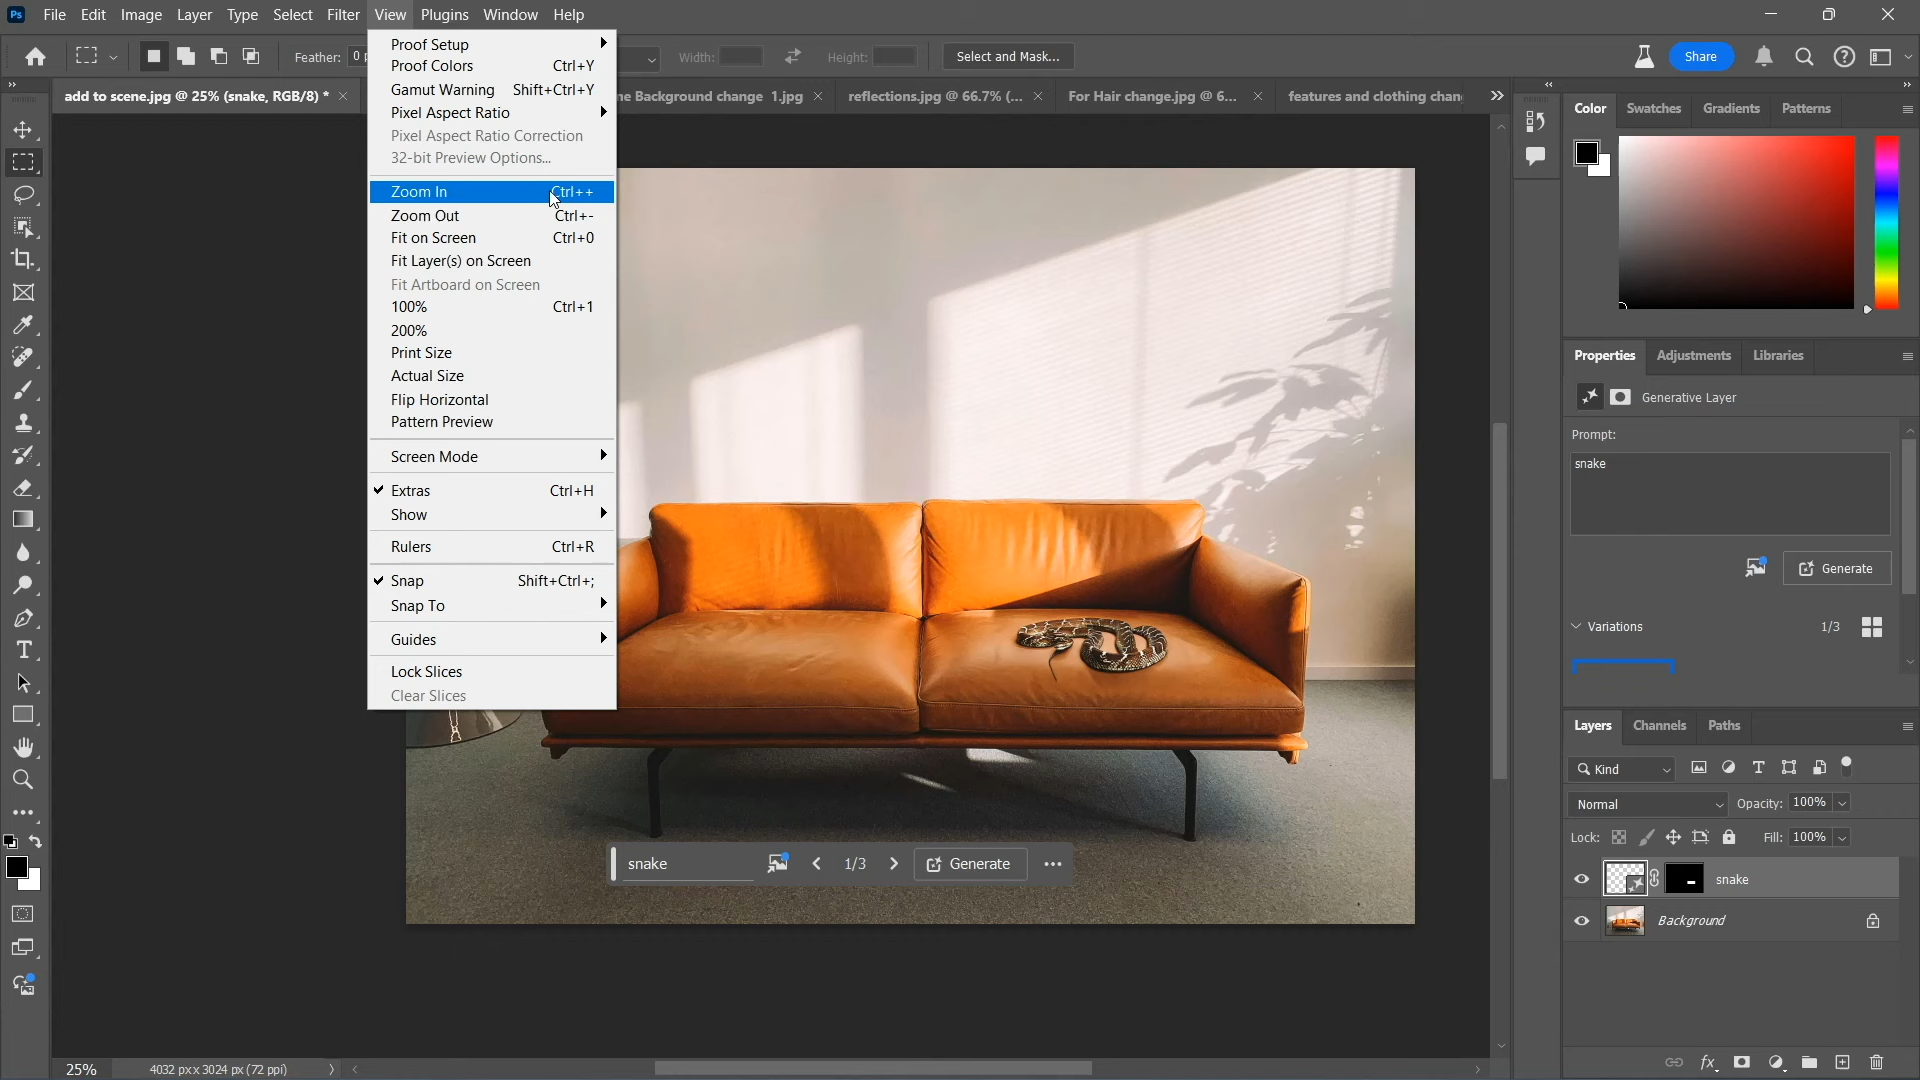 Ps File Edit Image Layer Type Select Filter View Plugins Window Help
Feather: 0 p Width: Height: Select and Mask... Share
add to scene.jpg @ 25% (snake, RGB/8) * × ne Background change 1.jpg × reflections.jpg @ 66.7% (... × For Hair change.jpg @ 6... × features and clothing chan
Proof Setup
Proof Colors Ctrl+Y
Gamut Warning Shift+Ctrl+Y
Pixel Aspect Ratio
Pixel Aspect Ratio Correction
32-bit Preview Options...
Zoom In Ctrl++
Zoom Out Ctrl+-
Fit on Screen Ctrl+0
Fit Layer(s) on Screen
Fit Artboard on Screen
100% Ctrl+1
200%
Print Size
Actual Size
Flip Horizontal
Pattern Preview
Screen Mode
Extras Ctrl+H
Show
Rulers Ctrl+R
Snap Shift+Ctrl+;
Snap To
Guides
Lock Slices
Clear Slices
snake 1/3 Generate ...
Color Swatches Gradients Patterns
Properties Adjustments Libraries
Generative Layer
Prompt:
snake
Generate
Variations 1/3
Layers Channels Paths
Kind
Normal Opacity: 100%
Lock: Fill: 100%
snake
Background
fx
25% 4032 px x 3024 px (72 ppi)